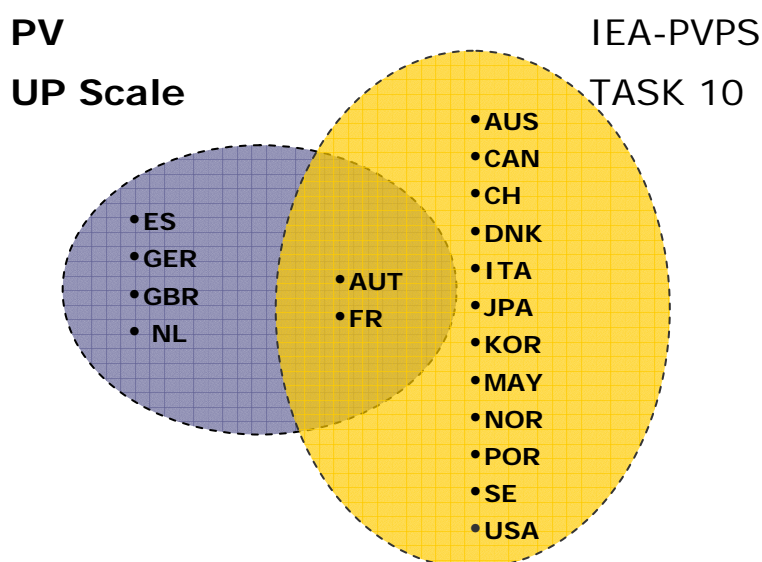 PV
UP Scale
IEA-PVPS
TASK 10
•ES
•GER
•GBR
• NL
•AUT
•FR
•AUS
•CAN
•CH
•DNK
•ITA
•JPA
•KOR
•MAY
•NOR
•POR
•SE
•USA